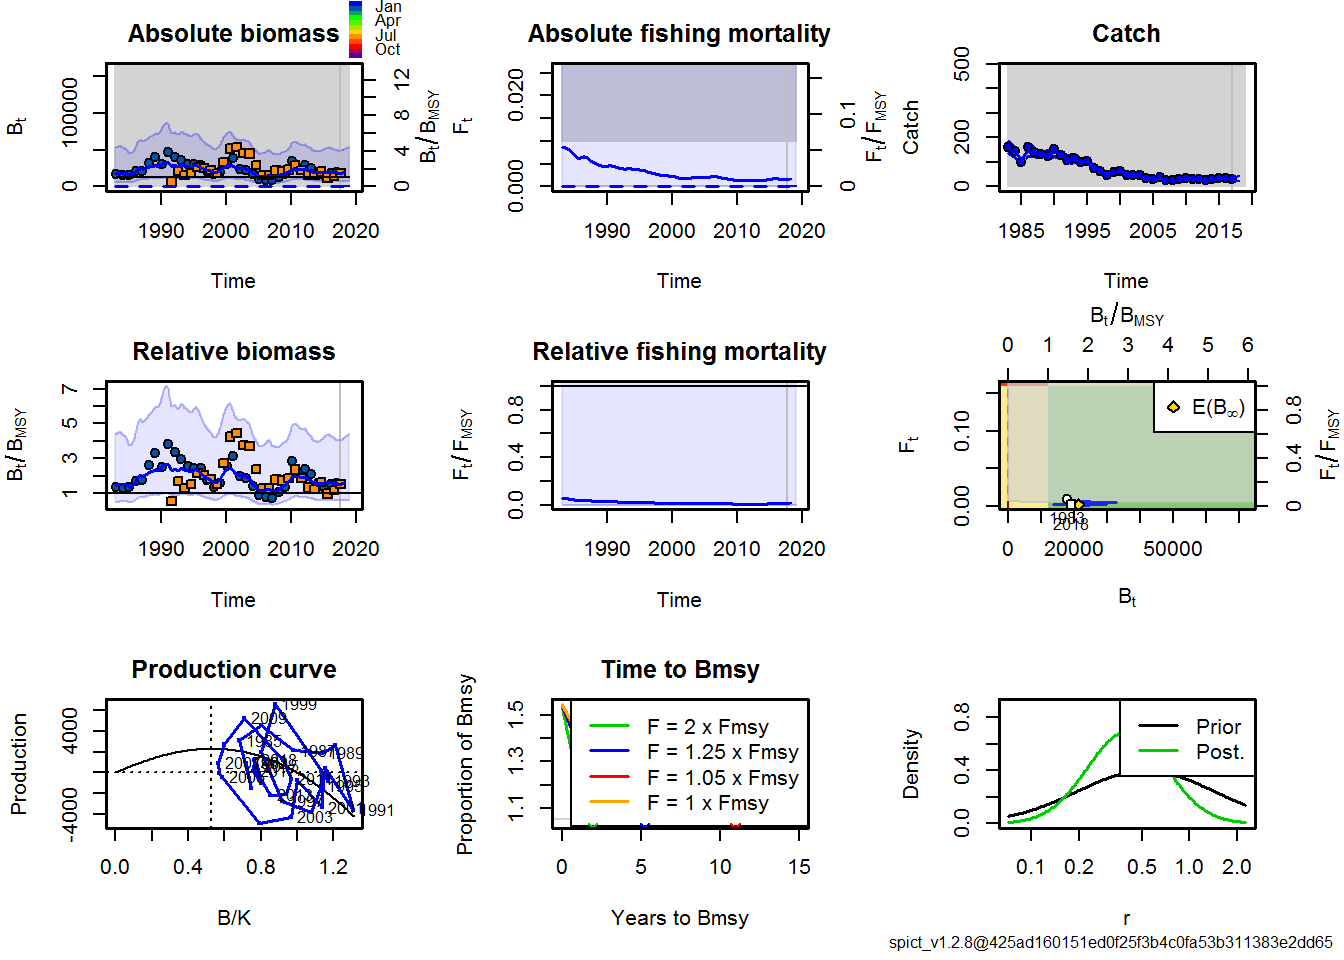 Absolute biomass
Jan
Apr
Jul
Oct
Bt
0 100000
0 4 8 12
Bt/BMSY
1990 2000 2010 2020
Time
Absolute fishing mortality
Ft
0.000 0.020
0 0.1
Ft/FMSY
1990 2000 2010 2020
Time
Catch
Catch
0 200 500
1985 1995 2005 2015
Time
Relative biomass
Bt/BMSY
1 3 5 7
1990 2000 2010 2020
Time
Relative fishing mortality
Ft/FMSY
0.0 0.4 0.8
1990 2000 2010 2020
Time
Bt/BMSY
0 1 2 3 4 5 6
E(B∞)
Ft
0.00 0.10
0 0.4 0.8
Ft/FMSY
1983
2018
0 20000 50000
Bt
Production curve
Production
-4000 4000
1999
2009
1985
1987
1989
1993
1991
2003
0.0 0.4 0.8 1.2
B/K
Time to Bmsy
Proportion of Bmsy
1.1 1.3 1.5
F = 2 x Fmsy
F = 1.25 x Fmsy
F = 1.05 x Fmsy
F = 1 x Fmsy
0 5 10 15
Years to Bmsy
Density
0.0 0.4 0.8
Prior
Post.
0.1 0.2 0.5 1.0 2.0
r
spict_v1.2.8@425ad160151ed0f25f3b4c0fa53b311383e2dd65